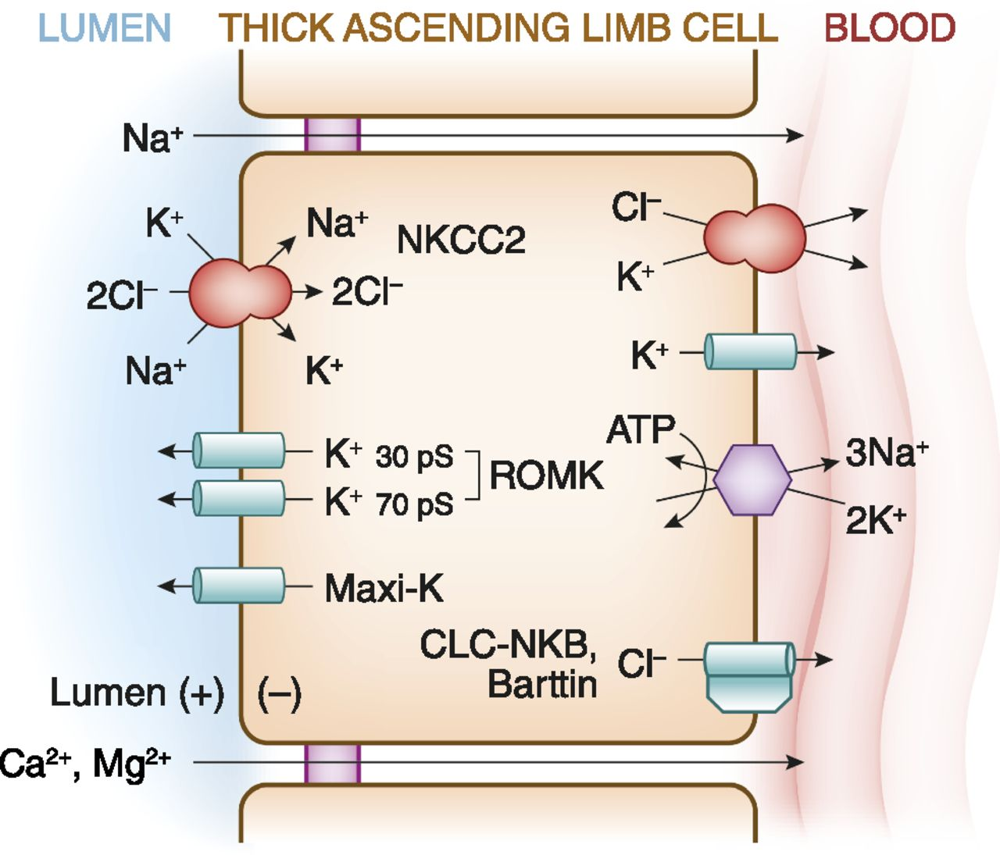 LUMEN THICK ASCENDING LIMB CELL BLOOD
Na⁺
K⁺ Na⁺ NKCC2 Cl⁻
2Cl⁻ 2Cl⁻ K⁺
Na⁺ K⁺ K⁺
ATP 3Na⁺
K⁺ 30 pS
K⁺ 70 pS
ROMK
2K⁺
Maxi-K
CLC-NKB,
Barttin
Cl⁻
Lumen (+) (–)
Ca²⁺, Mg²⁺